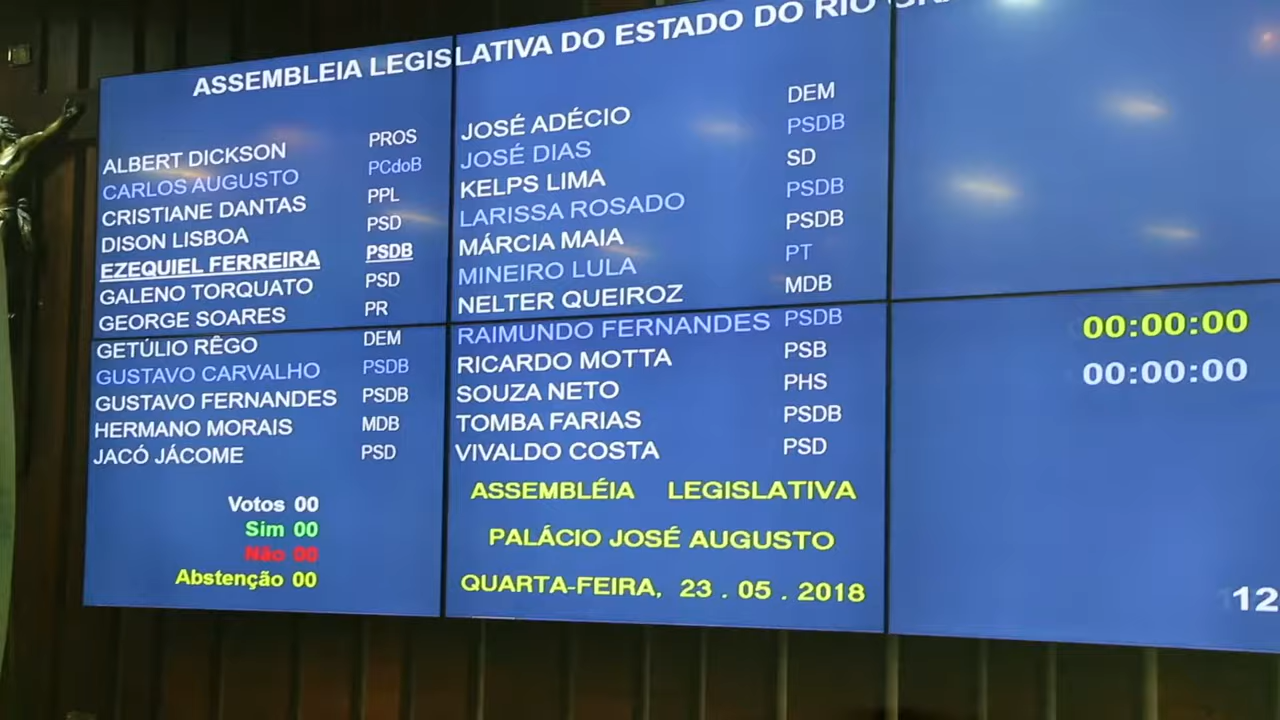 ASSEMBLEIA LEGISLATIVA DO ESTADO DO RIO
ALBERT DICKSON PROS
CARLOS AUGUSTO PCdoB
CRISTIANE DANTAS PPL
DISON LISBOA PSD
EZEQUIEL FERREIRA PSDB
GALENO TORQUATO PSD
GEORGE SOARES PR
GETÚLIO RÊGO DEM
GUSTAVO CARVALHO PSDB
GUSTAVO FERNANDES PSDB
HERMANO MORAIS MDB
JACÓ JÁCOME PSD
Votos 00
Sim 00
Não 00
Abstenção 00
JOSÉ ADÉCIO DEM
JOSÉ DIAS PSDB
KELPS LIMA SD
LARISSA ROSADO PSDB
MÁRCIA MAIA PSDB
MINEIRO LULA PT
NELTER QUEIROZ MDB
RAIMUNDO FERNANDES PSDB
RICARDO MOTTA PSB
SOUZA NETO PHS
TOMBA FARIAS PSDB
VIVALDO COSTA PSD
ASSEMBLÉIA LEGISLATIVA
PALÁCIO JOSÉ AUGUSTO
QUARTA-FEIRA, 23 . 05 . 2018
00:00:00
00:00:00
12